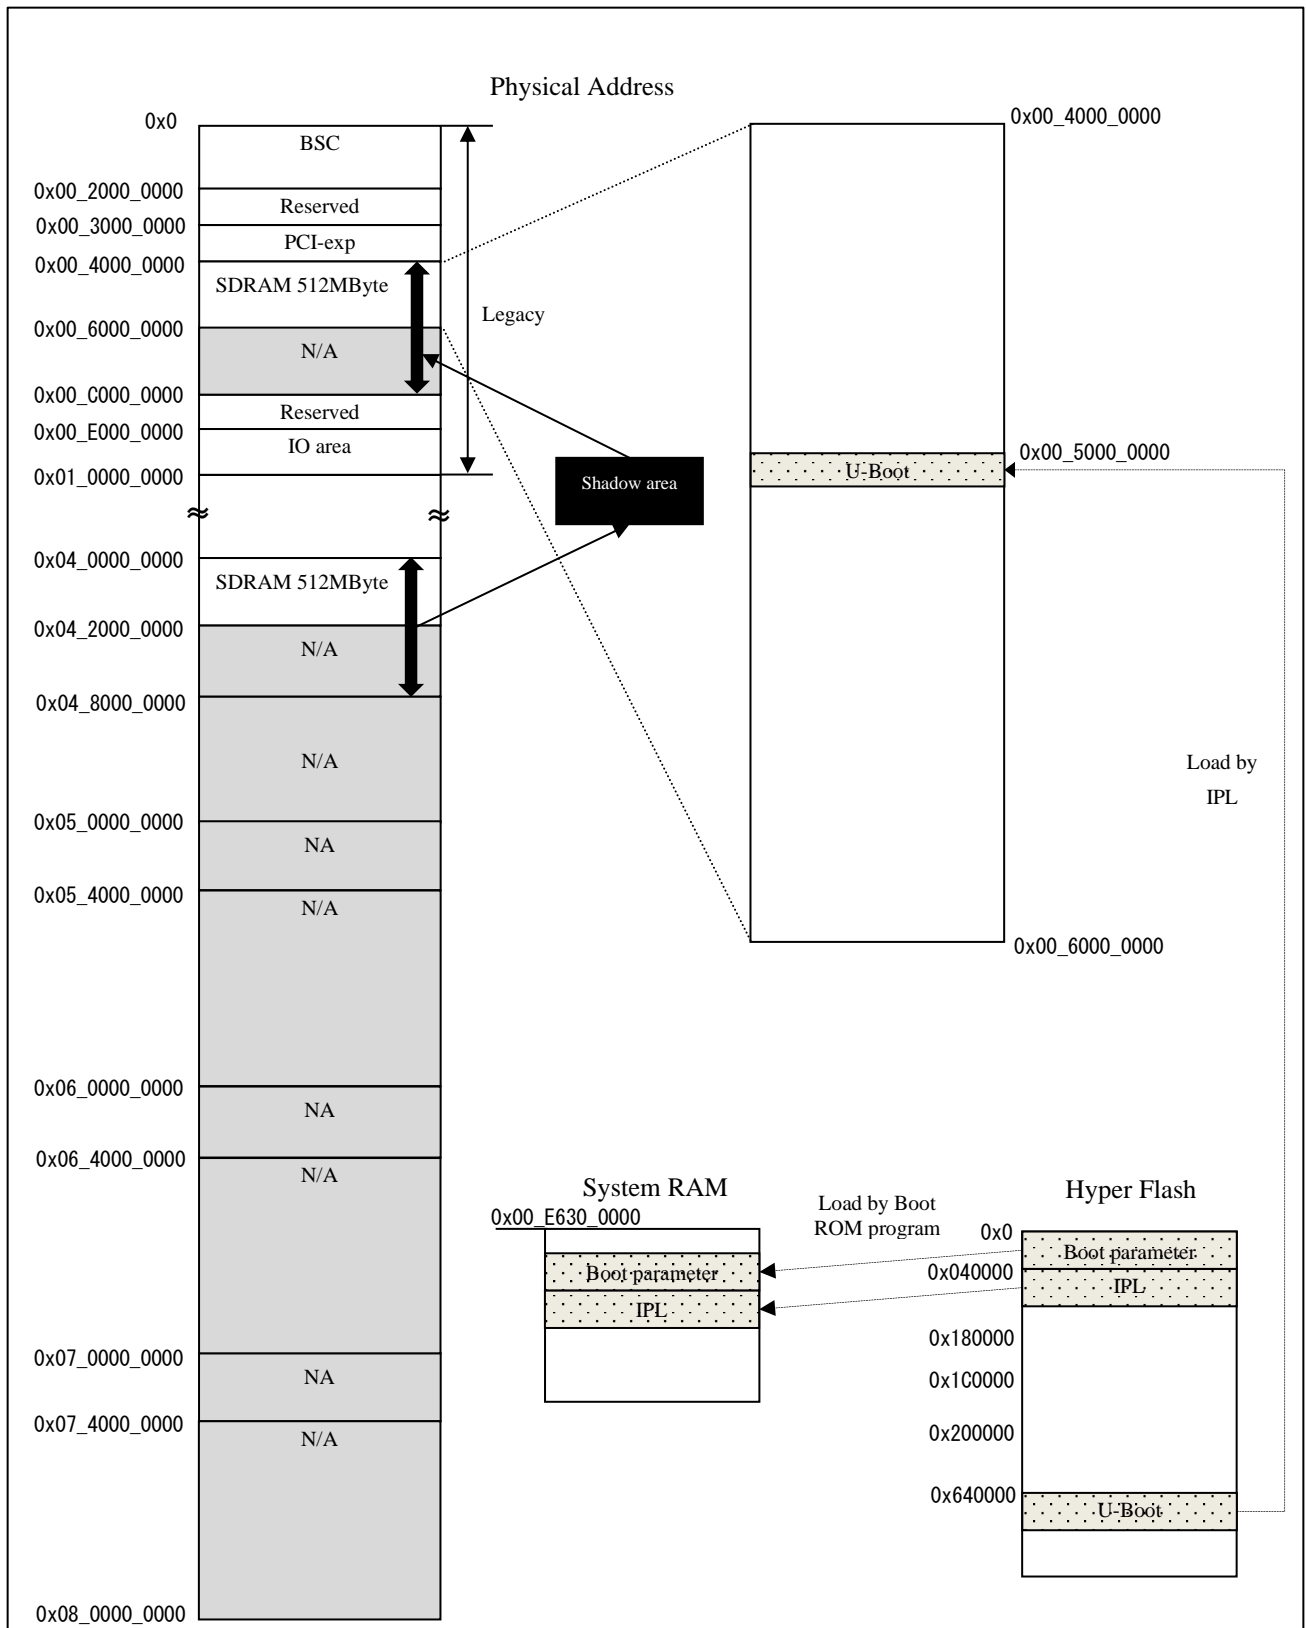 Physical Address
0x0
BSC
0x00_2000_0000
Reserved
0x00_3000_0000
PCI-exp
0x00_4000_0000
SDRAM 512MByte
0x00_6000_0000
N/A
0x00_C000_0000
Reserved
0x00_E000_0000
IO area
0x01_0000_0000
Legacy
≈
≈
0x04_0000_0000
SDRAM 512MByte
0x04_2000_0000
N/A
0x04_8000_0000
N/A
0x05_0000_0000
NA
0x05_4000_0000
N/A
0x06_0000_0000
NA
0x06_4000_0000
N/A
0x07_0000_0000
NA
0x07_4000_0000
N/A
0x08_0000_0000
Shadow area
0x00_4000_0000
0x00_5000_0000
U-Boot
0x00_6000_0000
Load by
IPL
System RAM
0x00_E630_0000
Boot parameter
IPL
Load by Boot
ROM program
Hyper Flash
0x0
Boot parameter
0x040000
IPL
0x180000
0x1C0000
0x200000
0x640000
U-Boot